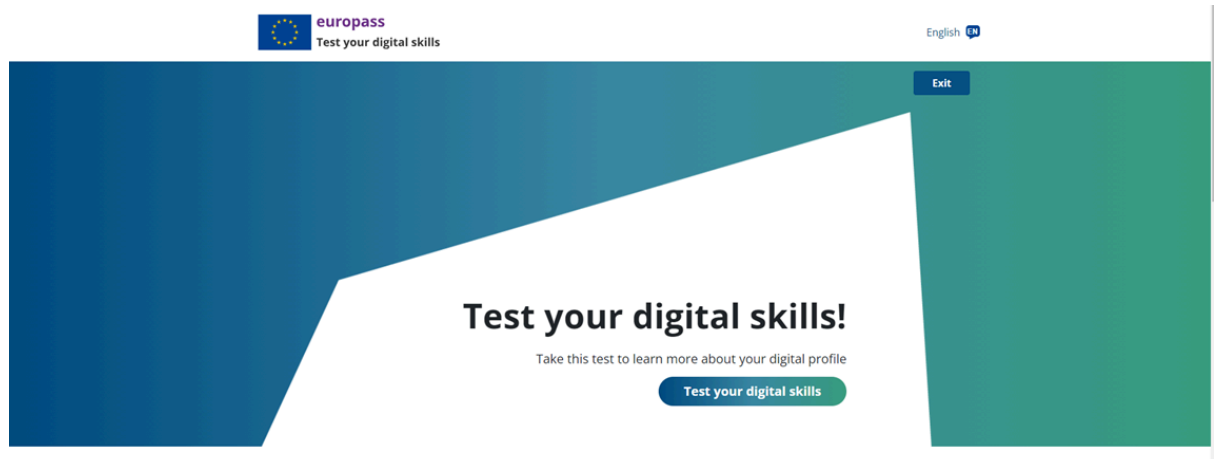 europass
Test your digital skills
English EN
Exit
Test your digital skills!
Take this test to learn more about your digital profile
Test your digital skills